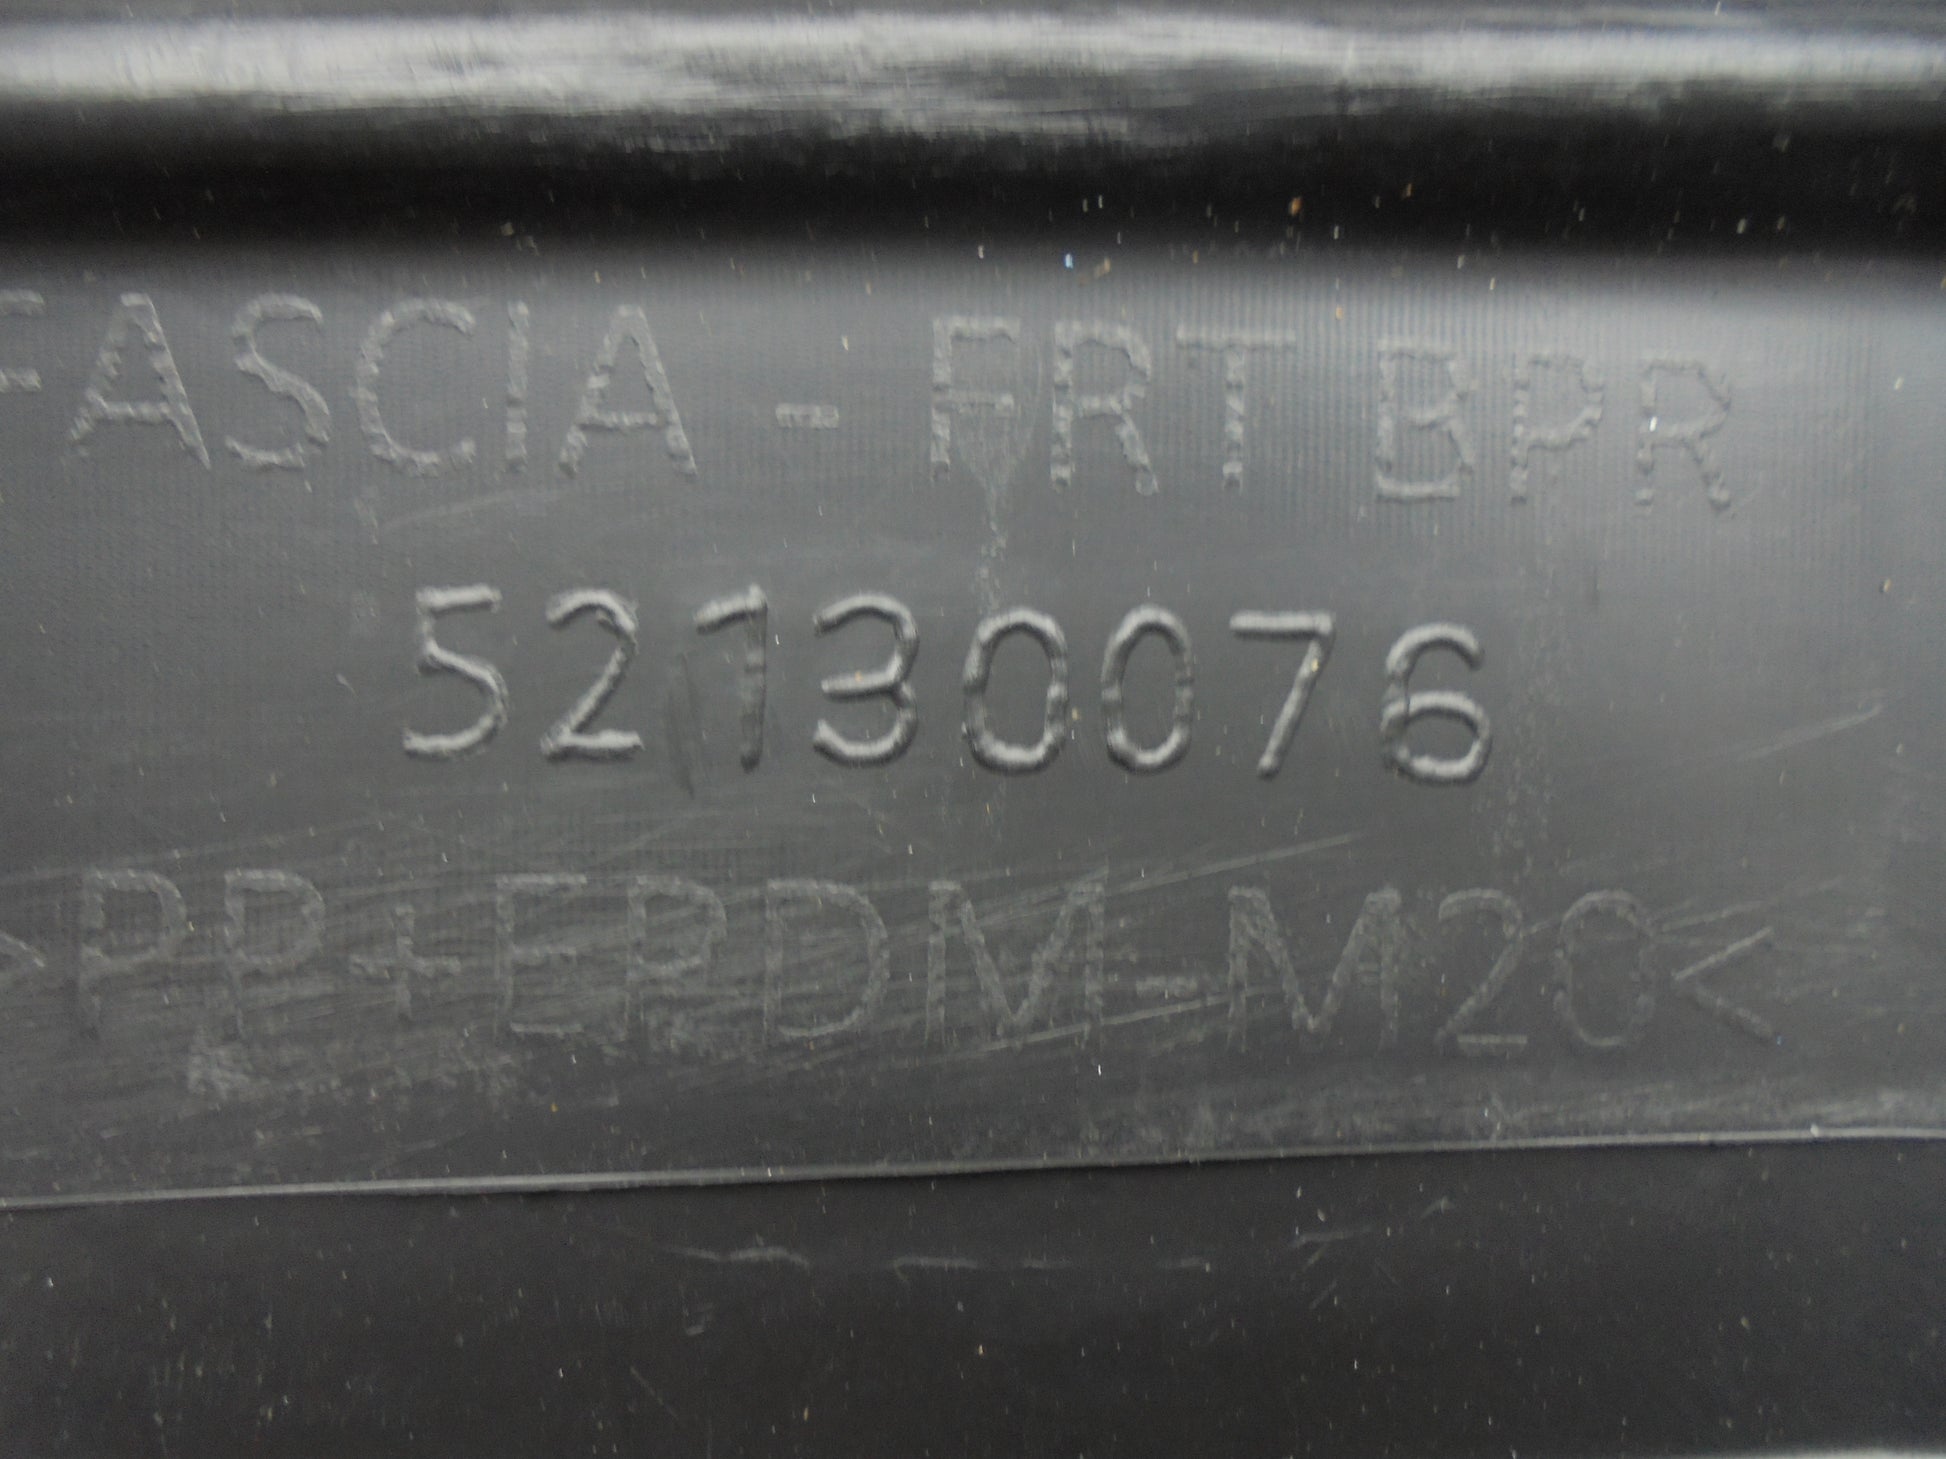 FASCIA - FRT BPR
52130076
>PP+EPDM-M20<